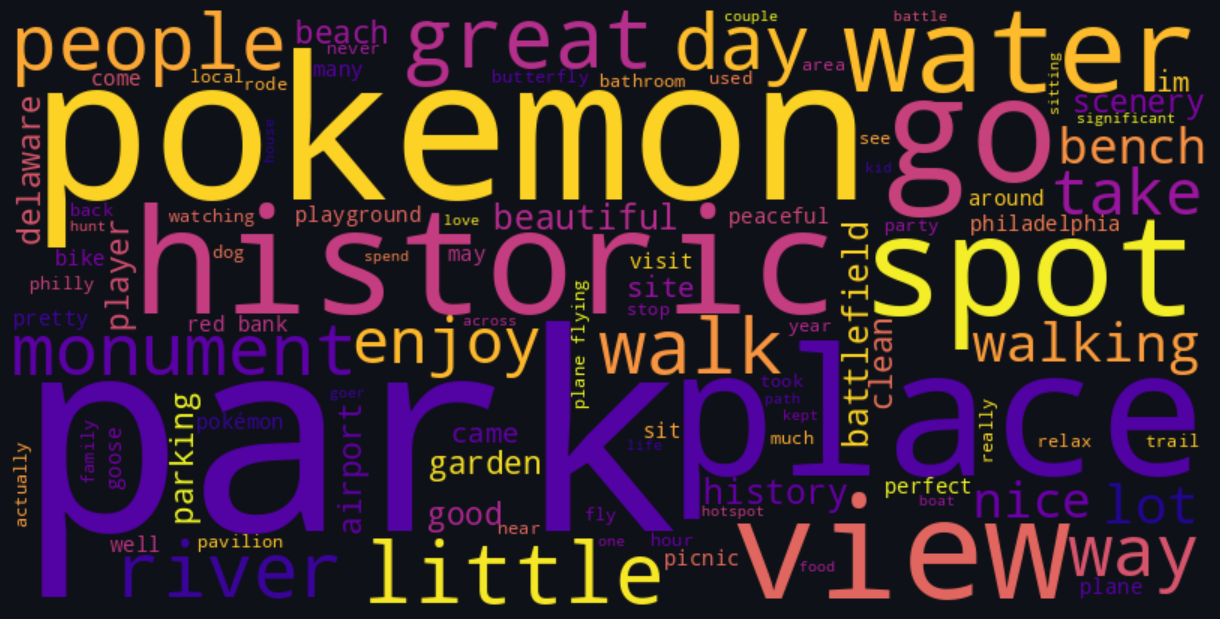 people
beach
great
day
couple
water
battle
never
many
come
local
rode
butterfly
bathroom
used
area
sitting
im
scenery
significant
pokemon
go
delaware
house
see
kid
bench
take
around
philadelphia
back
hunt
watching
playground
love
beautiful
peaceful
party
player
historic
spot
bike
dog
spend
may
visit
site
stop
battlefield
philly
pretty
red bank
across
plane flying
year
clean
monument
enjoy
walk
walking
park
place
goer
took
path
kept
parking
pokémon
airport
came
sit
life
much
really
relax
trail
actually
family
goose
garden
history
perfect
nice
lot
boat
good
hear
fly
hotspot
well
pavilion
one
hour
view
way
river
little
picnic
food
plane